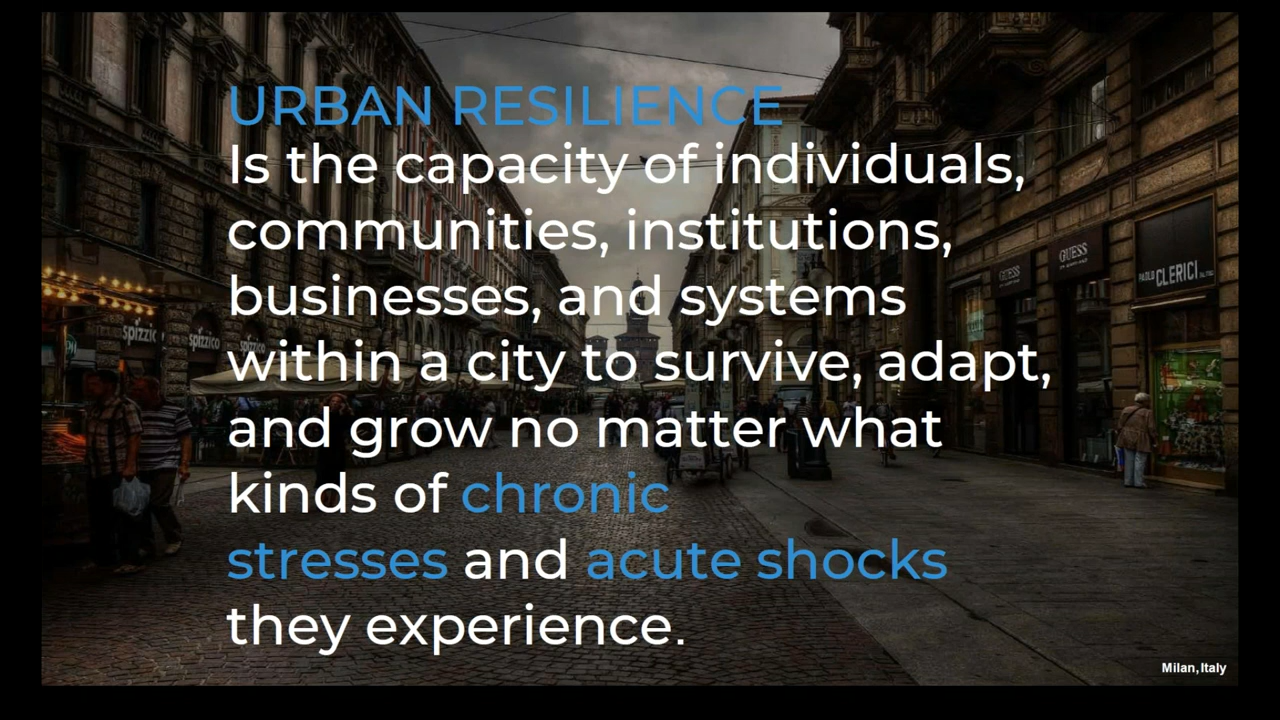 URBAN RESILIENCE
Is the capacity of individuals,
communities, institutions,
businesses, and systems
within a city to survive, adapt,
and grow no matter what
kinds of chronic
stresses and acute shocks
they experience.
GUESS
GUESS
PAOLO CLERICI
spizzico
spizzico
spizzico
Milan, Italy